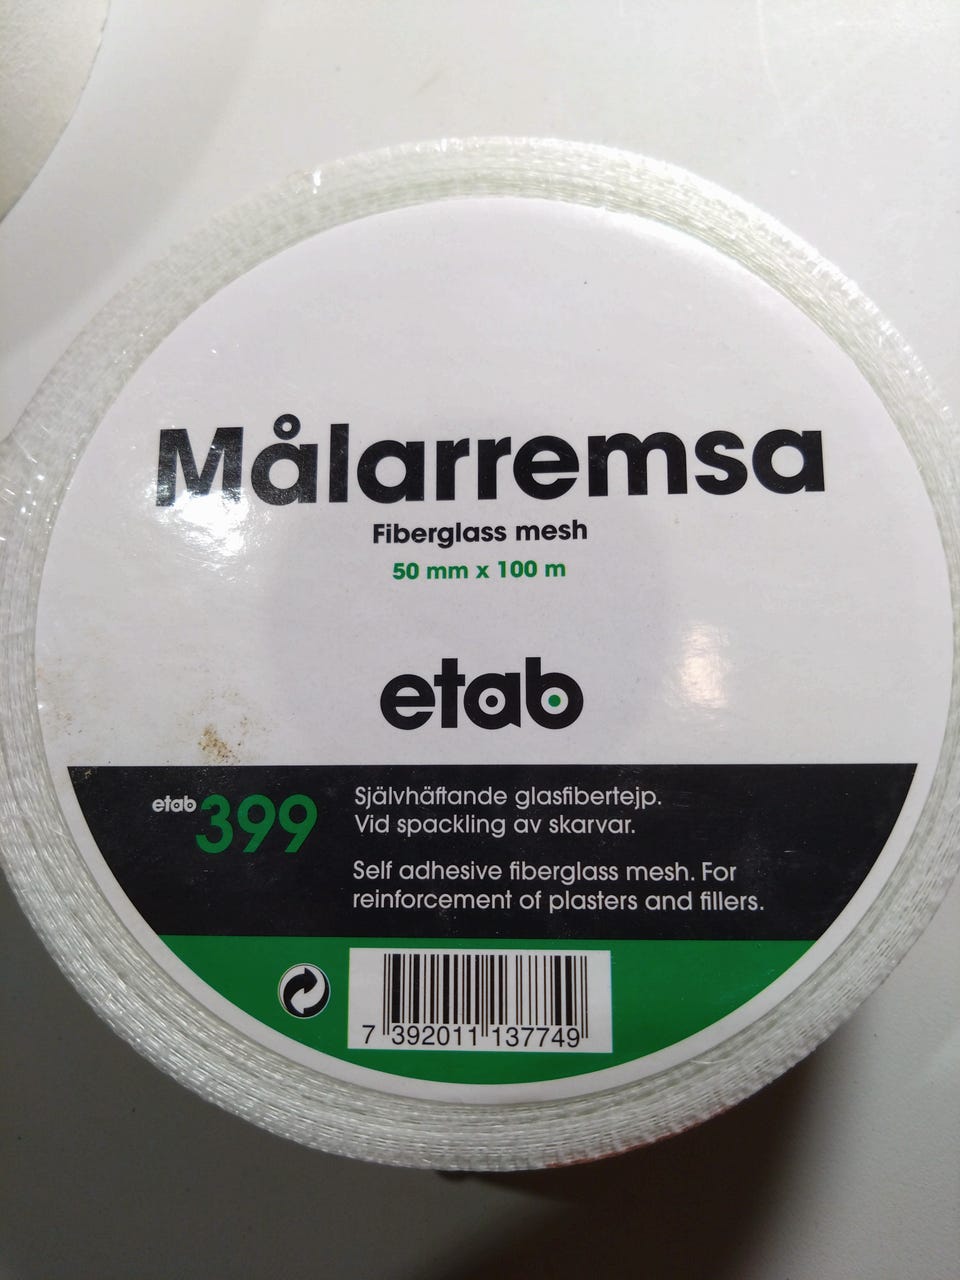 Målarremsa
Fiberglass mesh
50 mm x 100 m
etab
etab 399
Självhäftande glasfibertejp.
Vid spackling av skarvar.
Self adhesive fiberglass mesh. For
reinforcement of plasters and fillers.
7 392011 137749